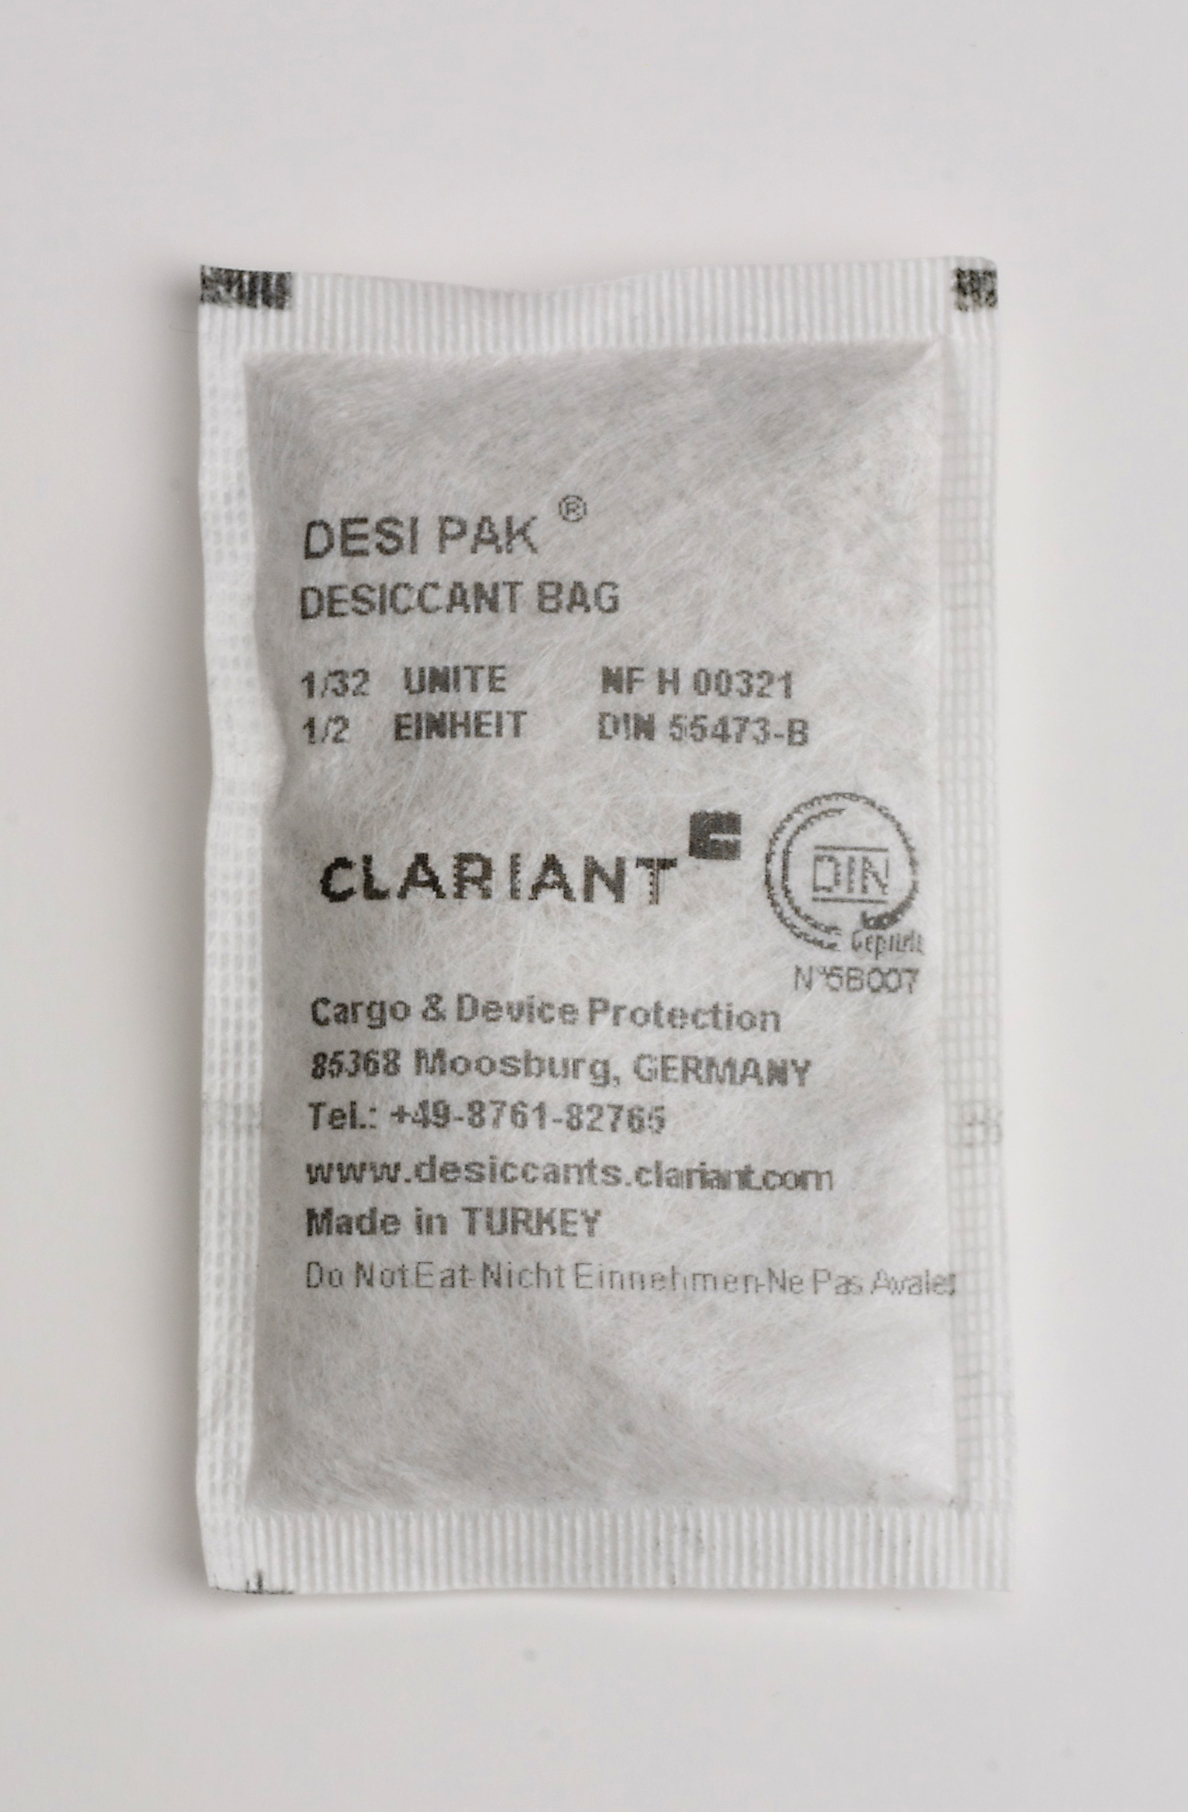 DESI PAK ®
DESICCANT BAG
1/32 UNITE NF H 00321
1/2 EINHEIT DIN 55473-B
CLARIANT
DIN
Geprüft
N°5B007
Cargo & Device Protection
85368 Moosburg, GERMANY
Tel.: +49-8761-82765
www.desiccants.clariant.com
Made in TURKEY
Do Not Eat-Nicht Einnehmen-Ne Pas Avaler